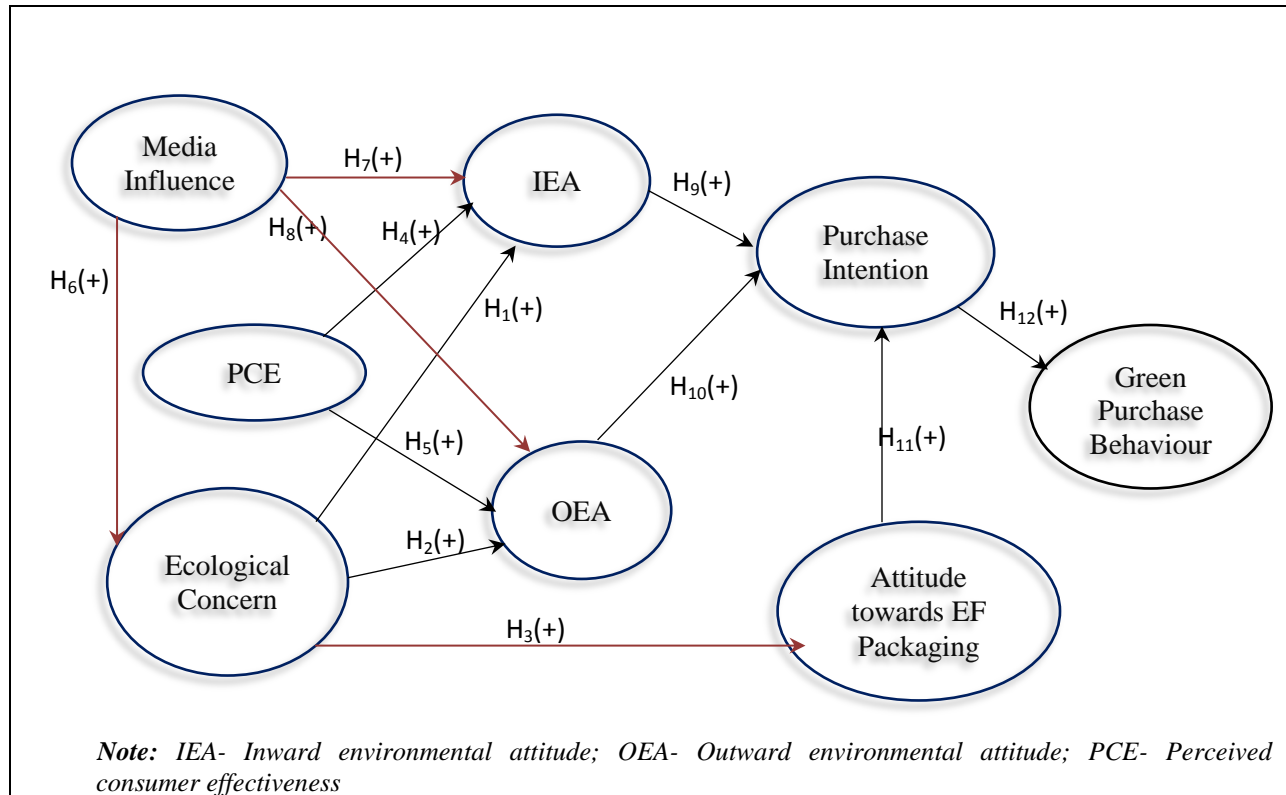 Media
Influence
H₇(+)
IEA
H₉(+)
H₈(+)
H₄(+)
Purchase
Intention
H₆(+)
H₁(+)
H₁₂(+)
PCE
H₁₀(+)
Green
Purchase
Behaviour
H₅(+)
H₁₁(+)
OEA
H₂(+)
Ecological
Concern
Attitude
towards EF
Packaging
H₃(+)
Note: IEA- Inward environmental attitude; OEA- Outward environmental attitude; PCE- Perceived
consumer effectiveness